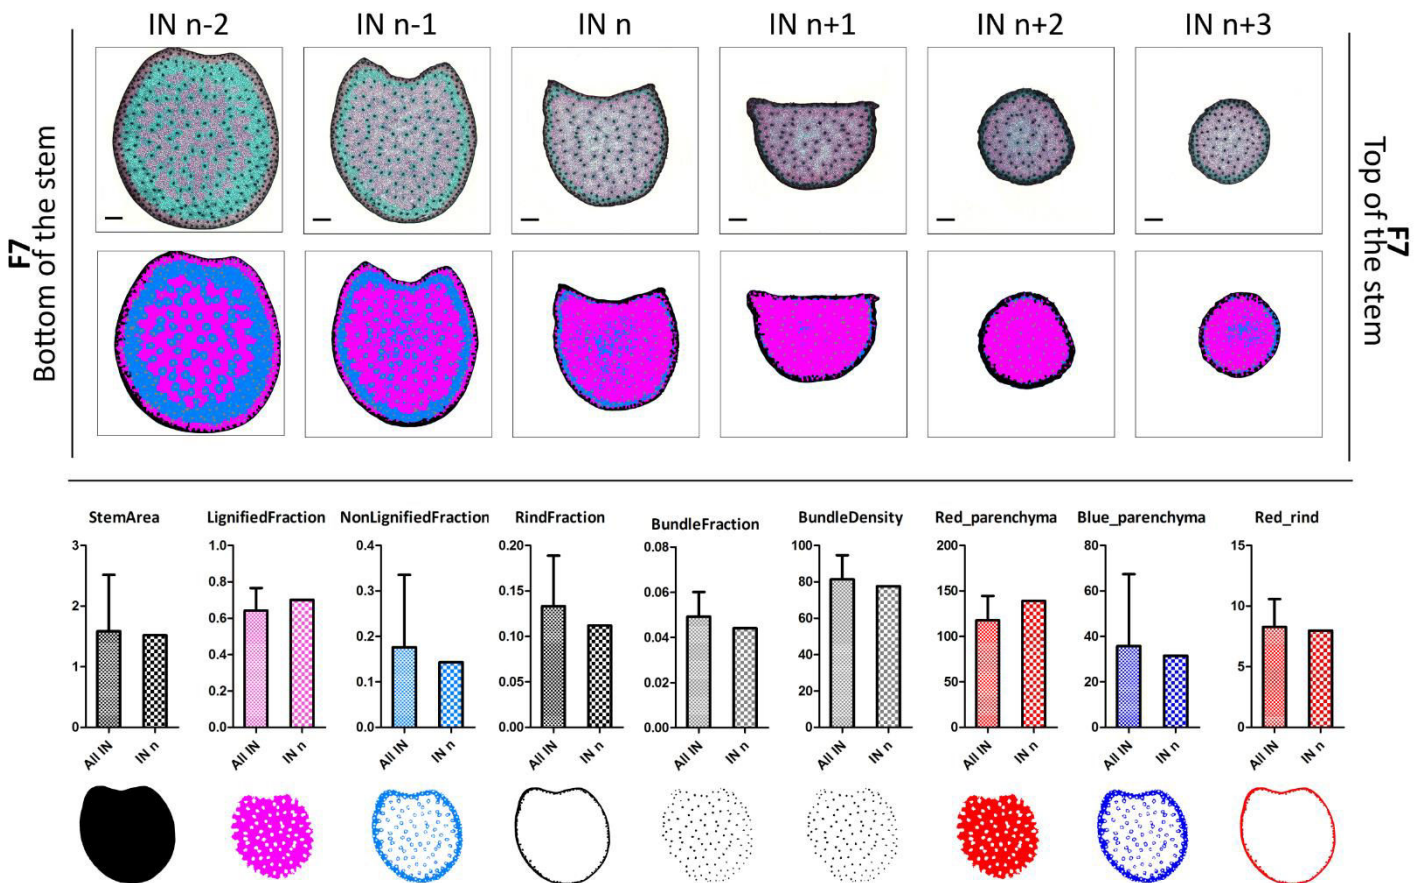 IN n-2 IN n-1 IN n IN n+1 IN n+2 IN n+3
F7
Bottom of the stem
F7
Top of the stem
StemArea
3
2
1
0
All IN IN n
LignifiedFraction
1.0
0.8
0.6
0.4
0.2
0.0
All IN IN n
NonLignifiedFraction
0.4
0.3
0.2
0.1
0.0
All IN IN n
RindFraction
0.20
0.15
0.10
0.05
0.00
All IN IN n
BundleFraction
0.08
0.06
0.04
0.02
0.00
All IN IN n
BundleDensity
100
80
60
40
20
0
All IN IN n
Red_parenchyma
200
150
100
50
0
All IN IN n
Blue_parenchyma
80
60
40
20
0
All IN IN n
Red_rind
15
10
5
0
All IN IN n